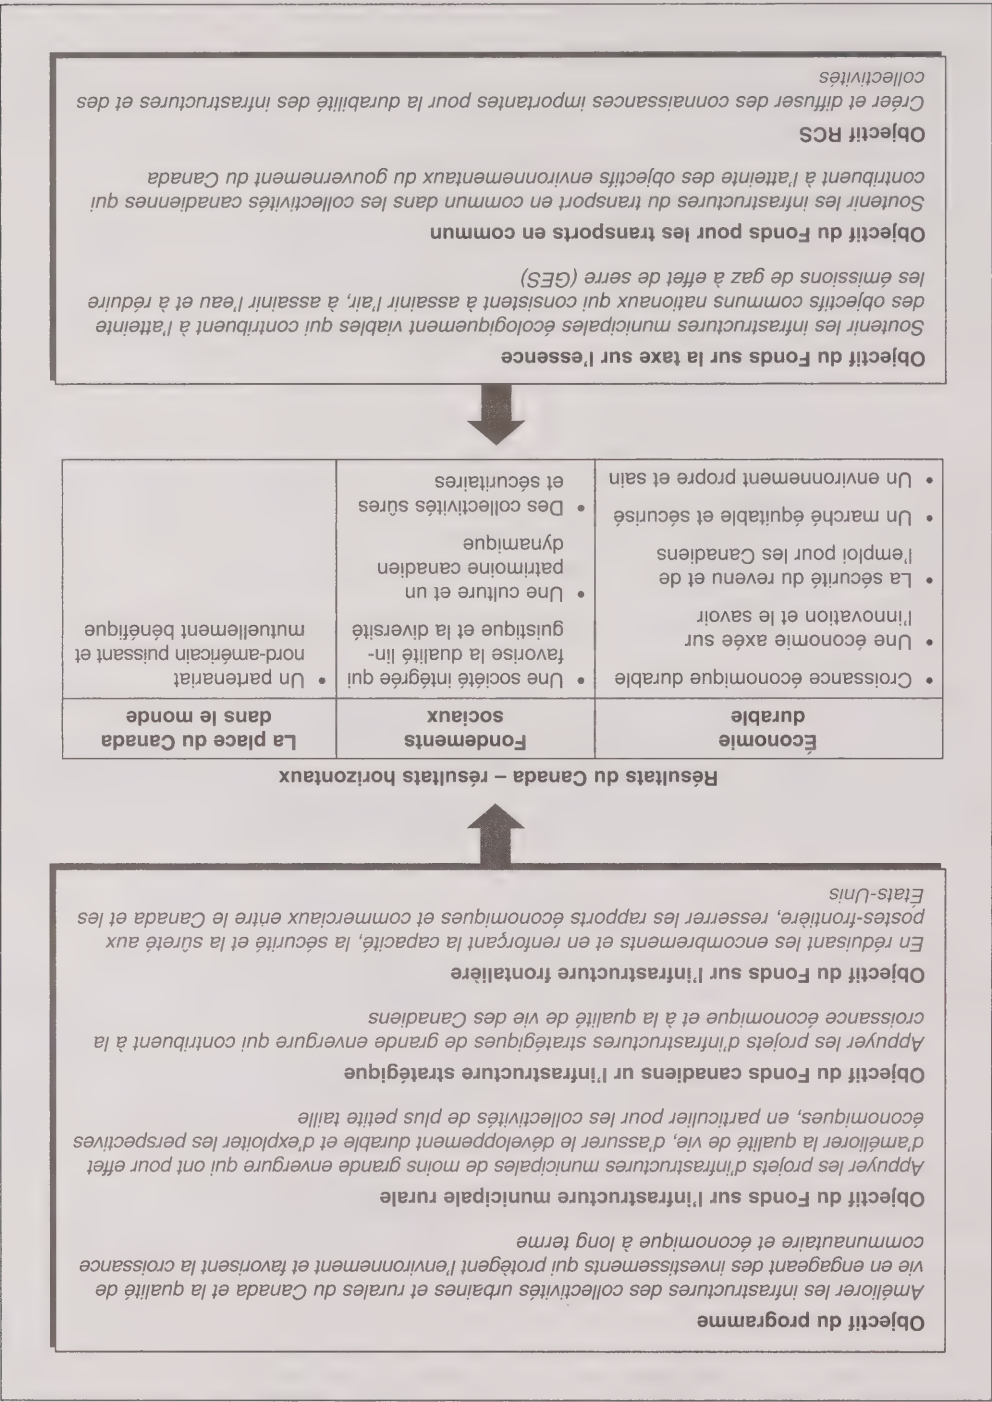 Objectif du programme
Améliorer les infrastructures des collectivités urbaines et rurales du Canada et la qualité de
vie en engageant des investissements qui protègent l'environnement et favorisent la croissance
communautaire et économique à long terme
Objectif du Fonds sur l'infrastructure municipale rurale
Appuyer les projets d'infrastructures municipales de moins grande envergure qui ont pour effet
d'améliorer la qualité de vie, d'assurer le développement durable et d'exploiter les perspectives
économiques, en particulier pour les collectivités de plus petite taille
Objectif du Fonds canadiens ur l'infrastructure stratégique
Appuyer les projets d'infrastructures stratégiques de grande envergure qui contribuent à la
croissance économique et à la qualité de vie des Canadiens
Objectif du Fonds sur l'infrastructure frontalière
En réduisant les encombrements et en renforçant la capacité, la sécurité et la sûreté aux
postes-frontière, resserrer les rapports économiques et commerciaux entre le Canada et les
États-Unis
Résultats du Canada – résultats horizontaux
Économie
durable
• Croissance économique durable
• Une économie axée sur
l'innovation et le savoir
• La sécurité du revenu et de
l'emploi pour les Canadiens
• Un marché équitable et sécurisé
• Un environnement propre et sain
Fondements
sociaux
• Une société intégrée qui
favorise la dualité lin-
guistique et la diversité
• Une culture et un
patrimoine canadien
dynamique
• Des collectivités sûres
et sécuritaires
La place du Canada
dans le monde
• Un partenariat
nord-américain puissant et
mutuellement bénéfique
Objectif du Fonds sur la taxe sur l'essence
Soutenir les infrastructures municipales écologiquement viables qui contribuent à l'atteinte
des objectifs communs nationaux qui consistent à assainir l'air, à assainir l'eau et à réduire
les émissions de gaz à effet de serre (GES)
Objectif du Fonds pour les transports en commun
Soutenir les infrastructures du transport en commun dans les collectivités canadiennes qui
contribuent à l'atteinte des objectifs environnementaux du gouvernement du Canada
Objectif RCS
Créer et diffuser des connaissances importantes pour la durabilité des infrastructures et des
collectivités